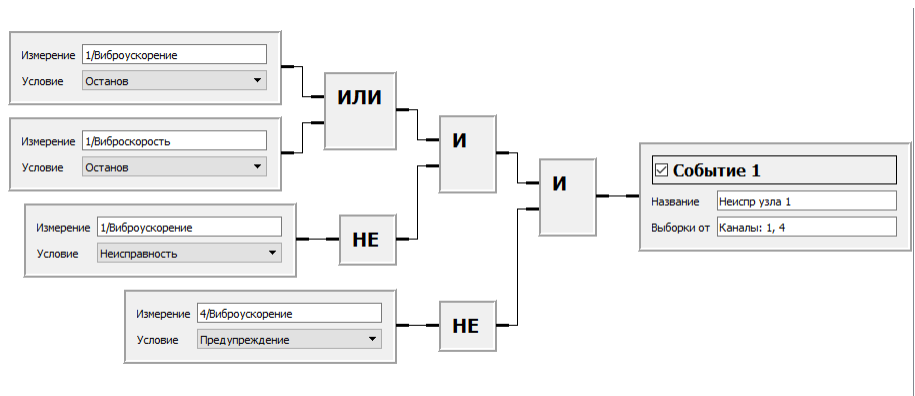 Измерение 1/Виброускорение
Условие Останов
ИЛИ
Измерение 1/Виброскорость
Условие Останов
И
И
Событие 1
Название Неиспр узла 1
Выборки от Каналы: 1, 4
Измерение 1/Виброускорение
Условие Неисправность
НЕ
Измерение 4/Виброускорение
Условие Предупреждение
НЕ